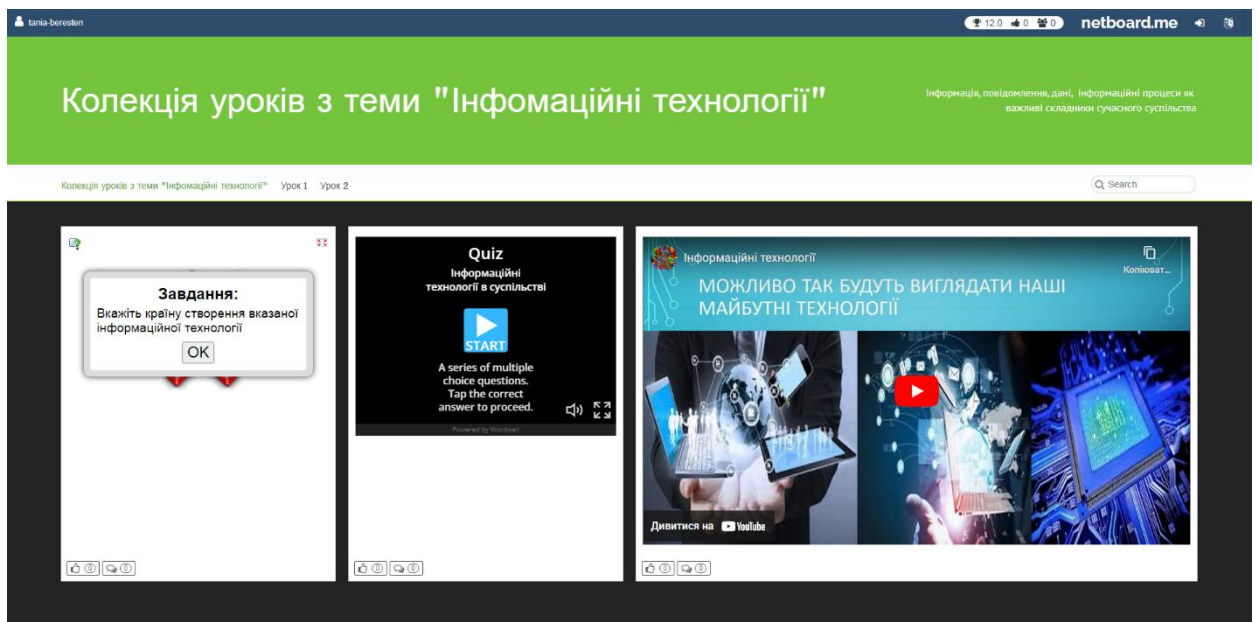 tania-beresten
12.0 0 0
netboard.me
Колекція уроків з теми "Інфомаційні технології"
Інформація, повідомлення, дані, інформаційні процеси як
важливі складники сучасного суспільства
Колекція уроків з теми "Інфомаційні технології" Урок 1 Урок 2
Search
Завдання:
Вкажіть країну створення вказаної
інформаційної технології
OK
0 0
Quiz
Інформаційні
технології в суспільстві
START
A series of multiple
choice questions.
Tap the correct
answer to proceed.
Powered by Wordwall
0 0
Інформаційні технології
Копіюват...
МОЖЛИВО ТАК БУДУТЬ ВИГЛЯДАТИ НАШІ
МАЙБУТНІ ТЕХНОЛОГІЇ
Дивитися на YouTube
0 0